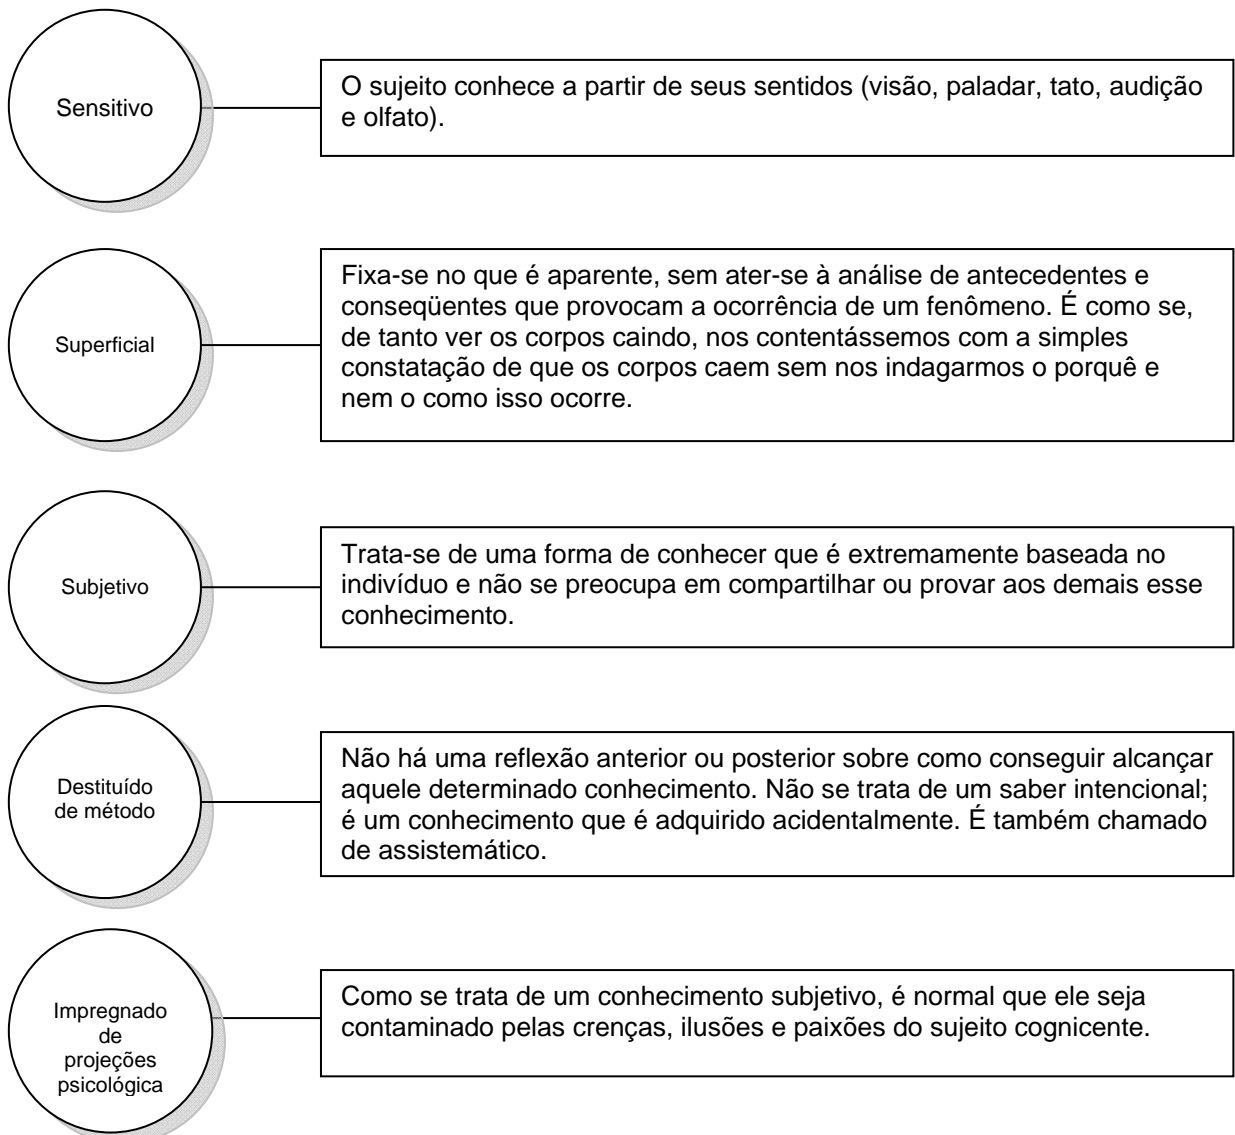 Sensitivo
O sujeito conhece a partir de seus sentidos (visão, paladar, tato, audição
e olfato).
Superficial
Fixa-se no que é aparente, sem ater-se à análise de antecedentes e
conseqüentes que provocam a ocorrência de um fenômeno. É como se,
de tanto ver os corpos caindo, nos contentássemos com a simples
constatação de que os corpos caem sem nos indagarmos o porquê e
nem o como isso ocorre.
Subjetivo
Trata-se de uma forma de conhecer que é extremamente baseada no
indivíduo e não se preocupa em compartilhar ou provar aos demais esse
conhecimento.
Destituído
de método
Não há uma reflexão anterior ou posterior sobre como conseguir alcançar
aquele determinado conhecimento. Não se trata de um saber intencional;
é um conhecimento que é adquirido acidentalmente. É também chamado
de assistemático.
Impregnado
de
projeções
psicológica
Como se trata de um conhecimento subjetivo, é normal que ele seja
contaminado pelas crenças, ilusões e paixões do sujeito cognicente.